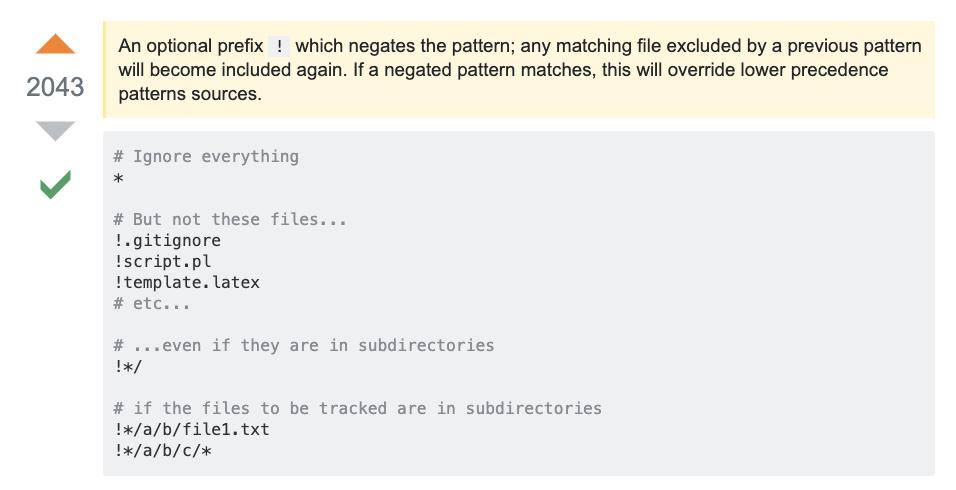 An optional prefix ! which negates the pattern; any matching file excluded by a previous pattern
will become included again. If a negated pattern matches, this will override lower precedence
patterns sources.
2043
# Ignore everything
*
# But not these files...
!.gitignore
!script.pl
!template.latex
# etc...
# ...even if they are in subdirectories
!*/
# if the files to be tracked are in subdirectories
!*/a/b/file1.txt
!*/a/b/c/*